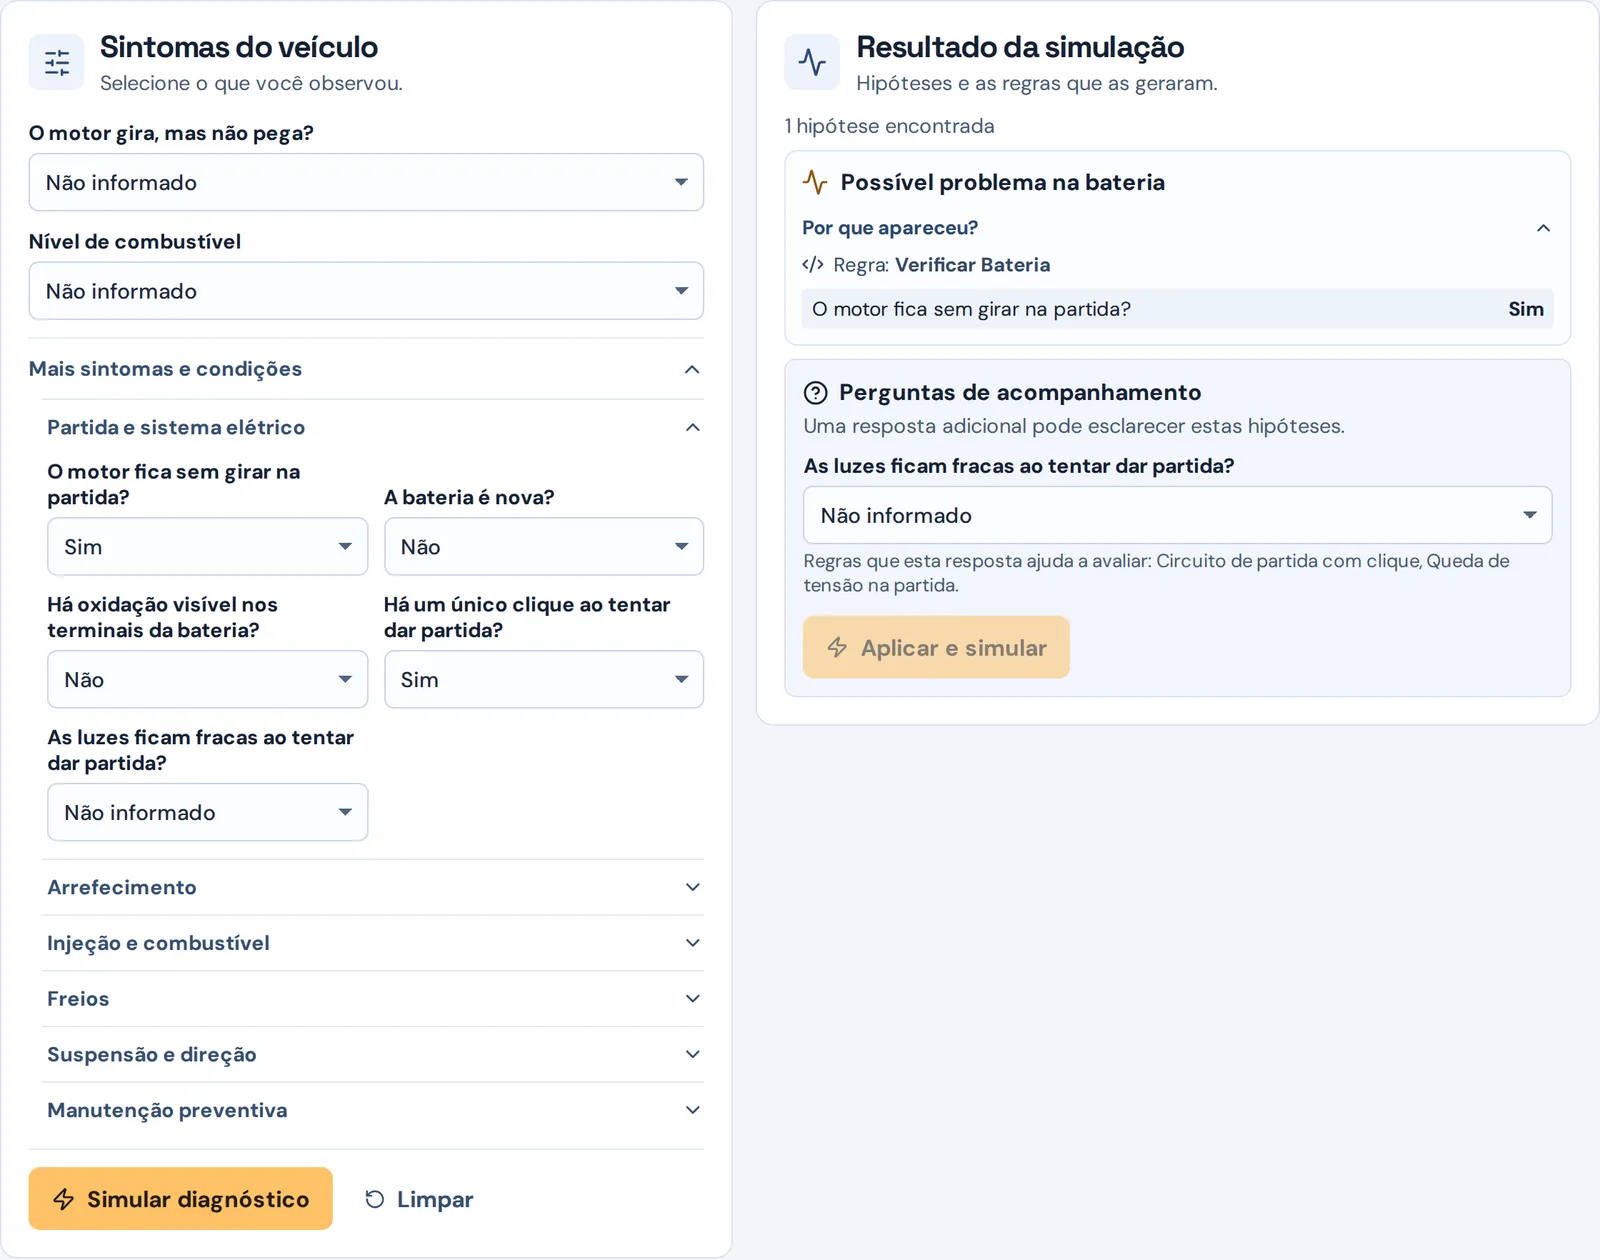 Sintomas do veículo
Selecione o que você observou.
O motor gira, mas não pega?
Não informado
Nível de combustível
Não informado
Mais sintomas e condições
Partida e sistema elétrico
O motor fica sem girar na
partida?
Sim
A bateria é nova?
Não
Há oxidação visível nos
terminais da bateria?
Não
Há um único clique ao tentar
dar partida?
Sim
As luzes ficam fracas ao tentar
dar partida?
Não informado
Arrefecimento
Injeção e combustível
Freios
Suspensão e direção
Manutenção preventiva
Simular diagnóstico
Limpar
Resultado da simulação
Hipóteses e as regras que as geraram.
1 hipótese encontrada
Possível problema na bateria
Por que apareceu?
</> Regra: Verificar Bateria
O motor fica sem girar na partida? Sim
Perguntas de acompanhamento
Uma resposta adicional pode esclarecer estas hipóteses.
As luzes ficam fracas ao tentar dar partida?
Não informado
Regras que esta resposta ajuda a avaliar: Circuito de partida com clique, Queda de
tensão na partida.
Aplicar e simular